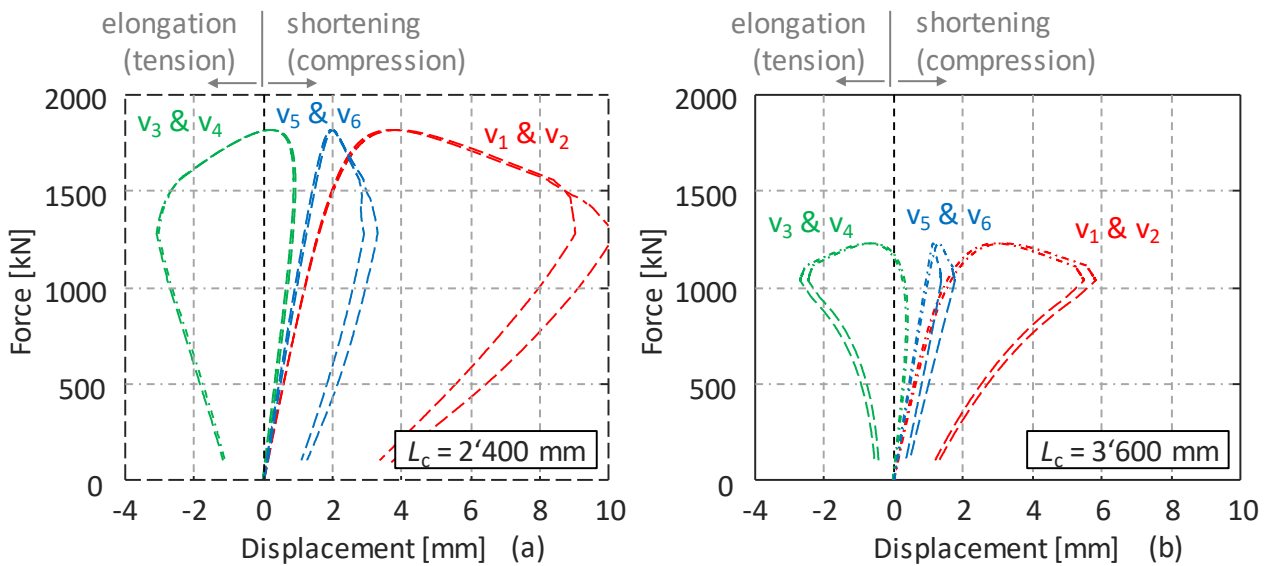 elongation
(tension)
shortening
(compression)
2000
1500
1000
500
0
Force [kN]
v3 & v4
v5 & v6
v1 & v2
Lc = 2‘400 mm
-4 -2 0 2 4 6 8 10
Displacement [mm] (a)
elongation
(tension)
shortening
(compression)
2000
1500
1000
500
0
Force [kN]
v3 & v4
v5 & v6
v1 & v2
Lc = 3‘600 mm
-4 -2 0 2 4 6 8 10
Displacement [mm] (b)